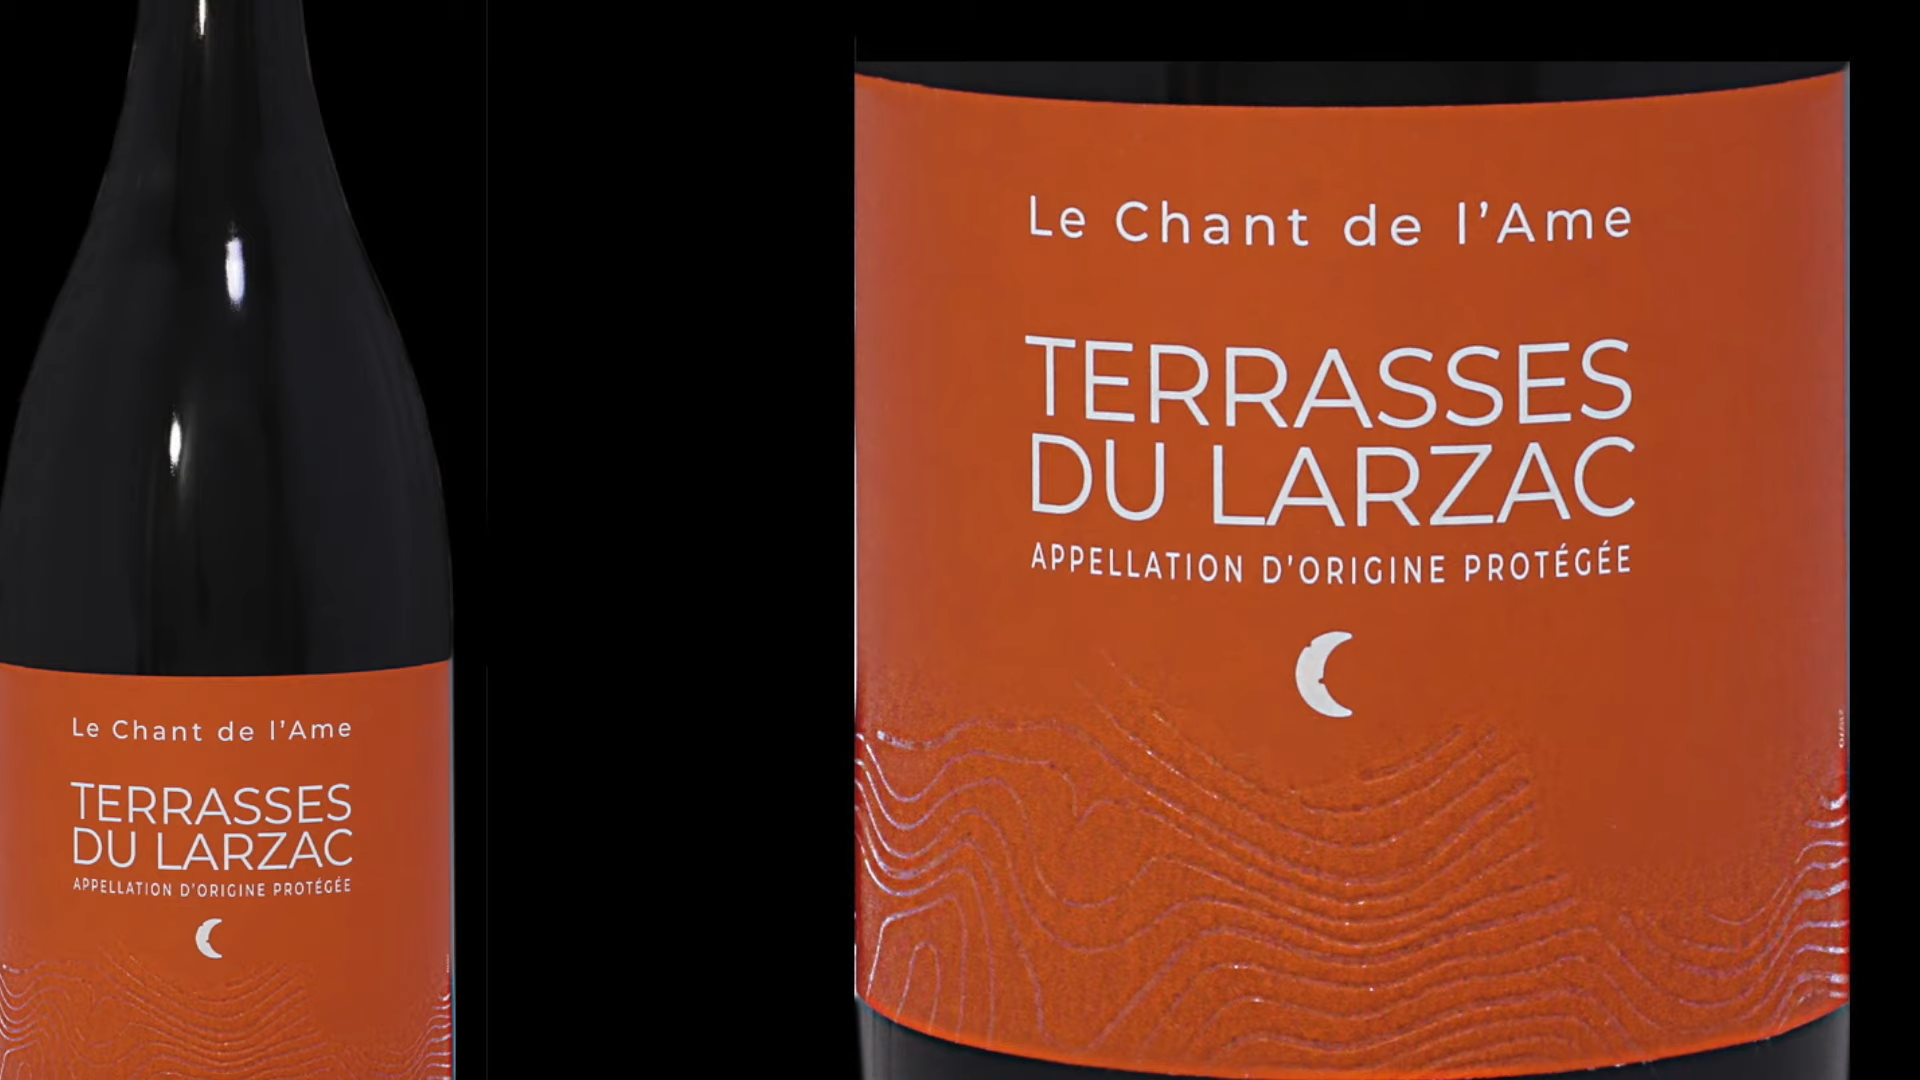 Le Chant de l'Ame
TERRASSES
DU LARZAC
APPELLATION D'ORIGINE PROTÉGÉE
Le Chant de l'Ame
TERRASSES
DU LARZAC
APPELLATION D'ORIGINE PROTÉGÉE